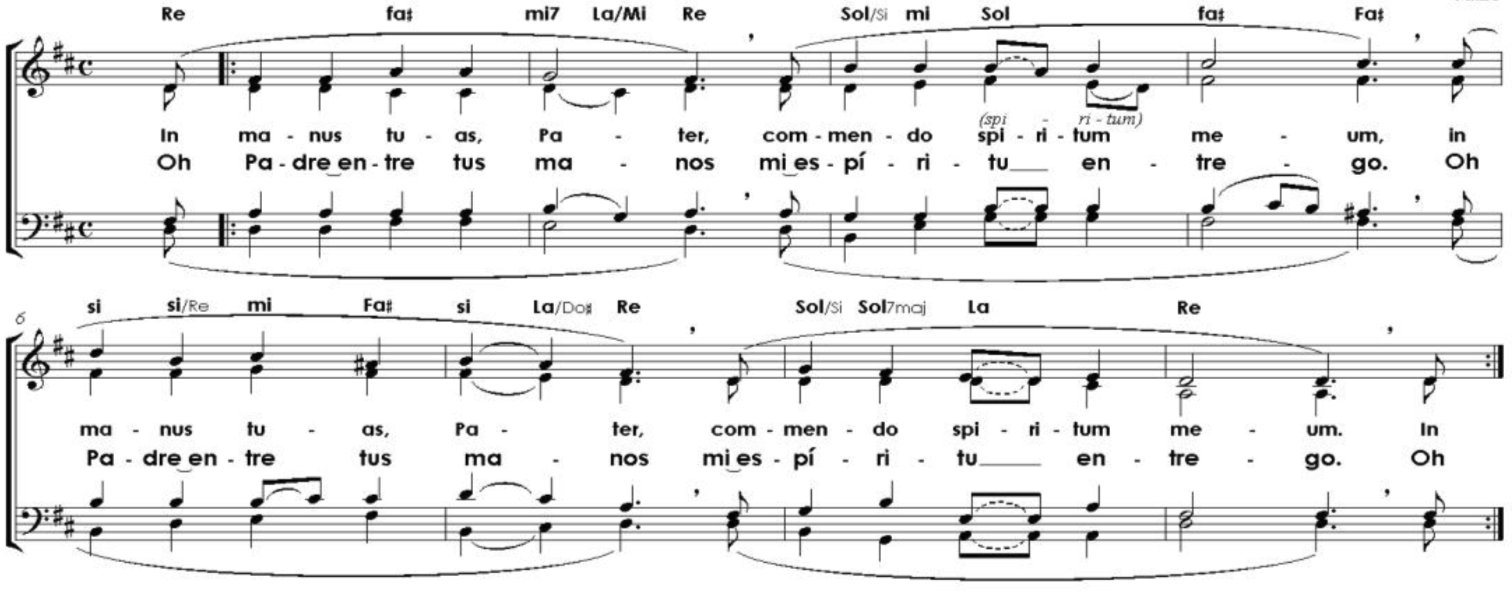 Re fa♯ mi7 La/Mi Re Sol/Si mi Sol fa♯ Fa♯
(spi - ri - tum)
In ma - nus tu - as, Pa - ter, com - men - do spi - ri - tum me - um, in
Oh Pa - dre en - tre tus ma - nos mi es - pí - ri - tu___ en - tre - go. Oh
6
si si/Re mi Fa♯ si La/Do♯ Re Sol/Si Sol7maj La Re
ma - nus tu - as, Pa - ter, com - men - do spi - ri - tum me - um. In
Pa - dre en - tre tus ma - nos mi es - pí - ri - tu____ en - tre - go. Oh